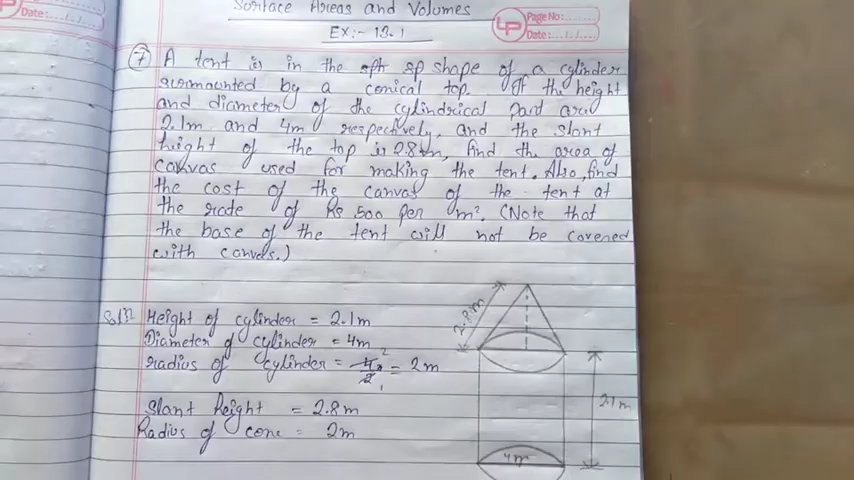 Surface Areas and Volumes
Ex:- 13.1
LP Page No:
Date:
Date:
7 A tent is in the sph sp shape of a cylinder
surmounted by a conical top. If the height
and diameter of the cylindrical part are
2.1m and 4m respectively, and the slant
height of the top is 2.8m, find the area of
canvas used for making the tent. Also, find
the cost of the canvas of the tent at
the rate of Rs 500 per m². (Note that
the base of the tent will not be covered
with canvas.)
Sol^n Height of cylinder = 2.1m
Diameter of cylinder = 4m
radius of cylinder = 4/2 = 2m
Slant height = 2.8m
Radius of cone = 2m
2.8m
2.1m
4m